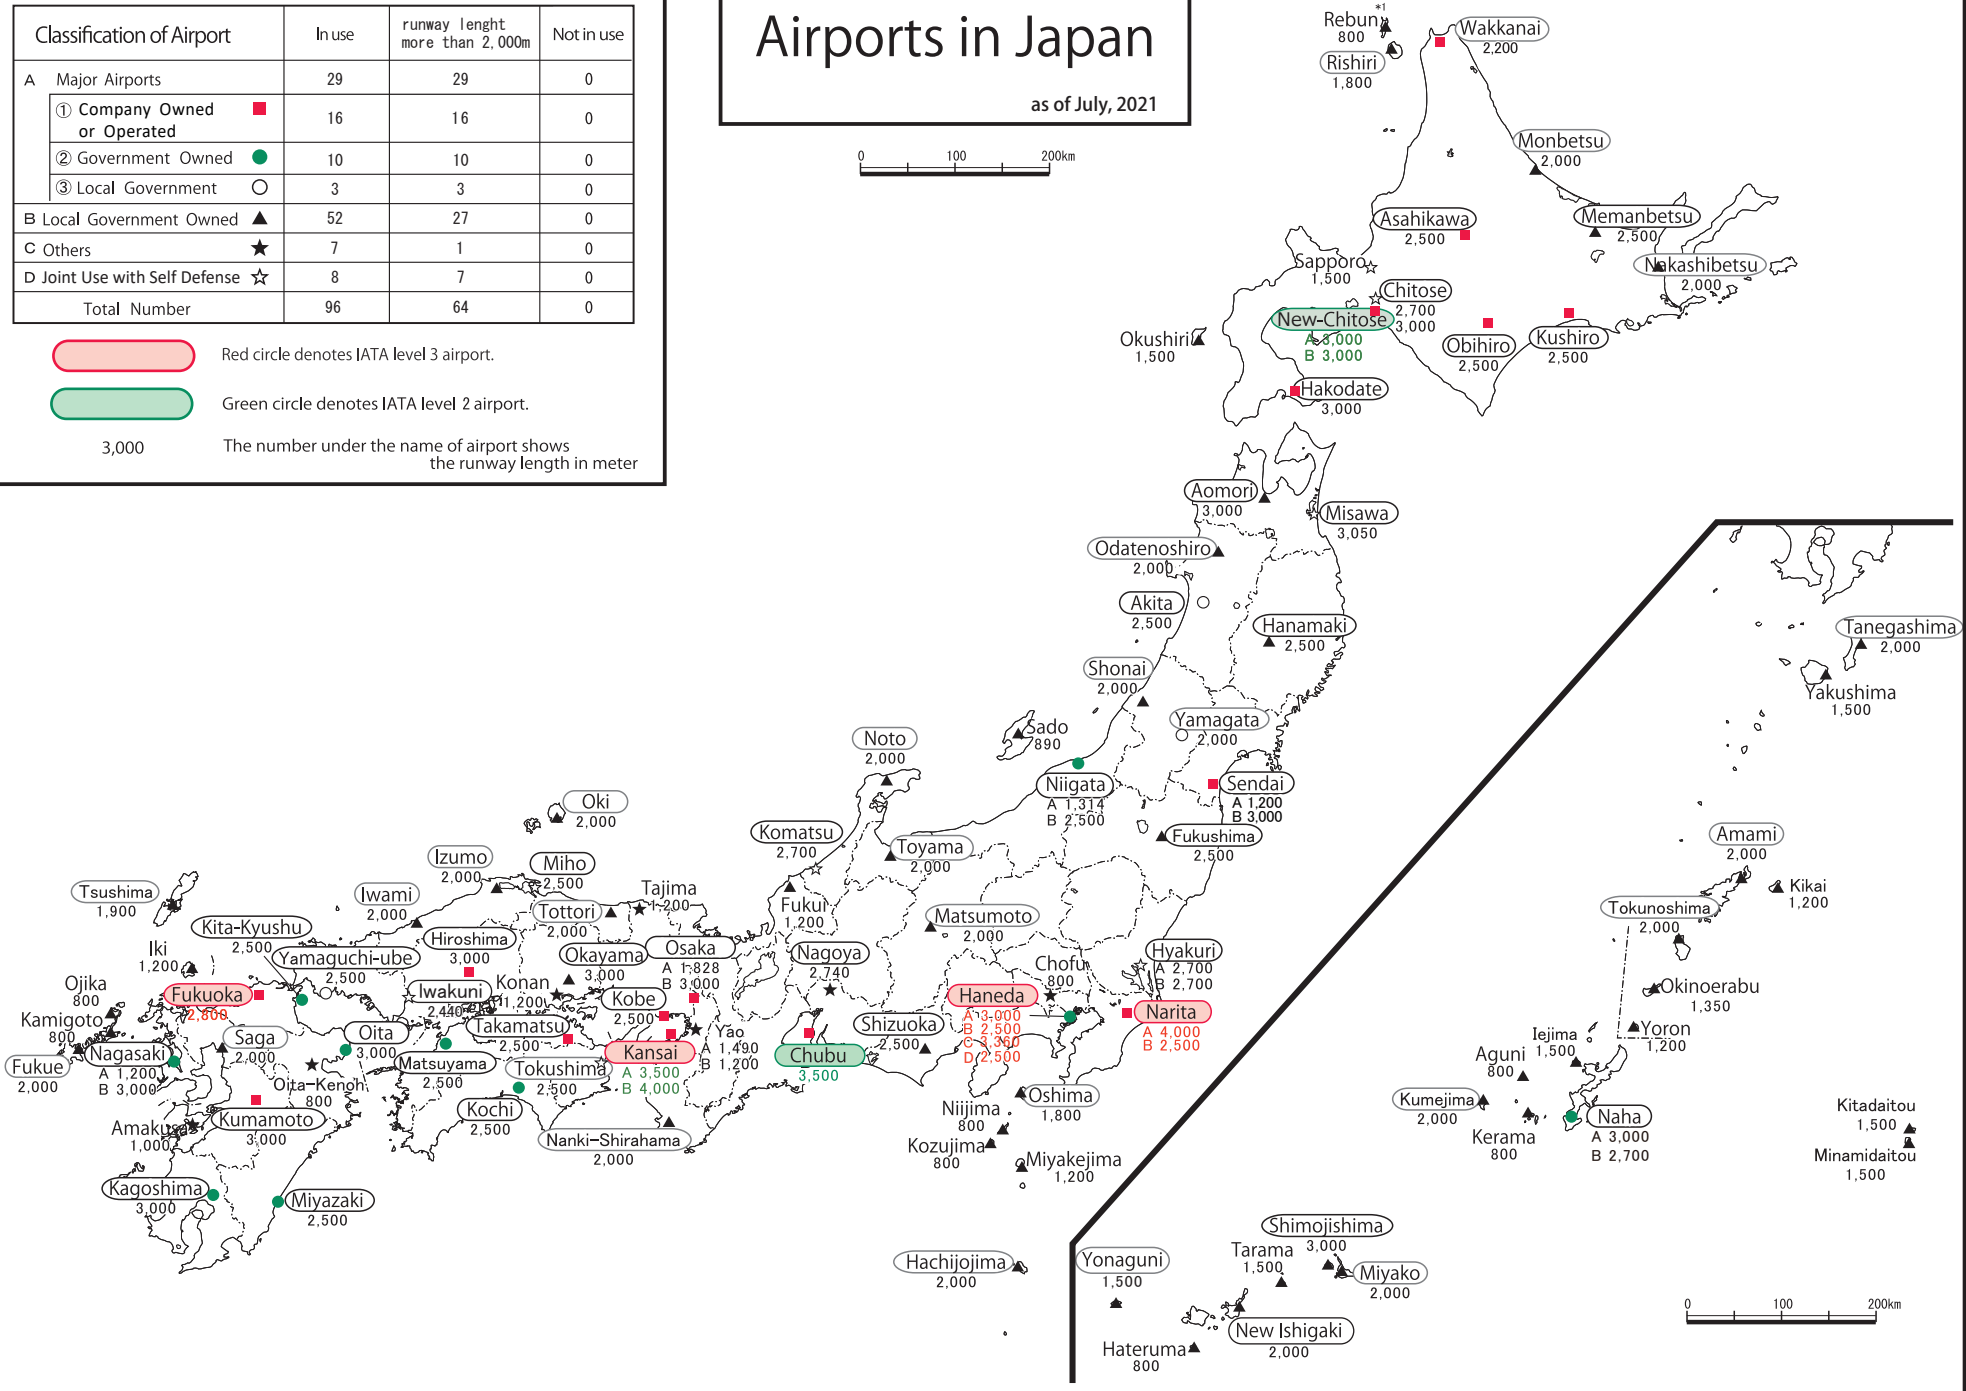 Airports in Japan
as of July, 2021
Classification of Airport In use runway lenght more than 2,000m Not in use
A Major Airports 29 29 0
① Company Owned or Operated 16 16 0
② Government Owned 10 10 0
③ Local Government 3 3 0
B Local Government Owned 52 27 0
C Others 7 1 0
D Joint Use with Self Defense 8 7 0
Total Number 96 64 0
Red circle denotes IATA level 3 airport.
Green circle denotes IATA level 2 airport.
3,000 The number under the name of airport shows
the runway length in meter
0 100 200km
Rebun *1
800
Rishiri
1,800
Wakkanai
2,200
Monbetsu
2,000
Asahikawa
2,500
Memanbetsu
2,500
Sapporo
1,500
Nakashibetsu
2,000
Chitose
2,700
3,000
New-Chitose
A 3,000
B 3,000
Okushiri
1,500
Obihiro
2,500
Kushiro
2,500
Hakodate
3,000
Aomori
3,000
Misawa
3,050
Odatenoshiro
2,000
Akita
2,500
Hanamaki
2,500
Shonai
2,000
Yamagata
2,000
Sado
890
Niigata
A 1,314
B 2,500
Sendai
A 1,200
B 3,000
Fukushima
2,500
Noto
2,000
Komatsu
2,700
Toyama
2,000
Fukui
1,200
Matsumoto
2,000
Nagoya
2,740
Hyakuri
A 2,700
B 2,700
Chofu
800
Haneda
A 3,000
B 2,500
C 3,360
D 2,500
Narita
A 4,000
B 2,500
Shizuoka
2,500
Chubu
3,500
Oshima
1,800
Niijima
800
Kozujima
800
Miyakejima
1,200
Hachijojima
2,000
Oki
2,000
Izumo
2,000
Miho
2,500
Tajima
1,200
Tottori
2,000
Iwami
2,000
Hiroshima
3,000
Okayama
3,000
Osaka
A 1,828
B 3,000
Konan
1,200
Kobe
2,500
Iwakuni
2,440
Takamatsu
2,500
Kansai
A 3,500
B 4,000
Yao
A 1,490
B 1,200
Tokushima
2,500
Matsuyama
2,500
Kochi
2,500
Nanki-Shirahama
2,000
Tsushima
1,900
Kita-Kyushu
2,500
Yamaguchi-ube
2,500
Iki
1,200
Ojika
800
Fukuoka
2,800
Kamigoto
800
Saga
2,000
Oita
3,000
Nagasaki
A 1,200
B 3,000
Fukue
2,000
Oita-Kenoh
800
Kumamoto
3,000
Amakusa
1,000
Kagoshima
3,000
Miyazaki
2,500
Tanegashima
2,000
Yakushima
1,500
Amami
2,000
Kikai
1,200
Tokunoshima
2,000
Okinoerabu
1,350
Yoron
1,200
Iejima
1,500
Aguni
800
Kumejima
2,000
Kerama
800
Naha
A 3,000
B 2,700
Kitadaitou
1,500
Minamidaitou
1,500
Shimojishima
3,000
Tarama
1,500
Miyako
2,000
Yonaguni
1,500
New Ishigaki
2,000
Hateruma
800
0 100 200km